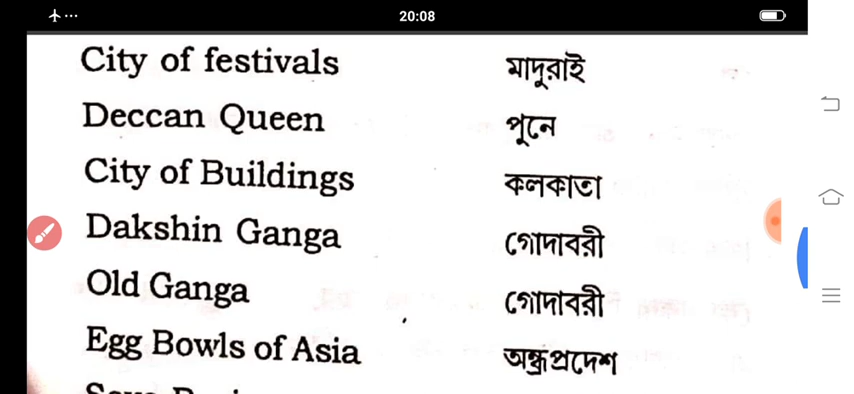 20:08
City of festivals মাদুরাই
Deccan Queen পুনে
City of Buildings কলকাতা
Dakshin Ganga গোদাবরী
Old Ganga গোদাবরী
Egg Bowls of Asia অন্ধ্রপ্রদেশ